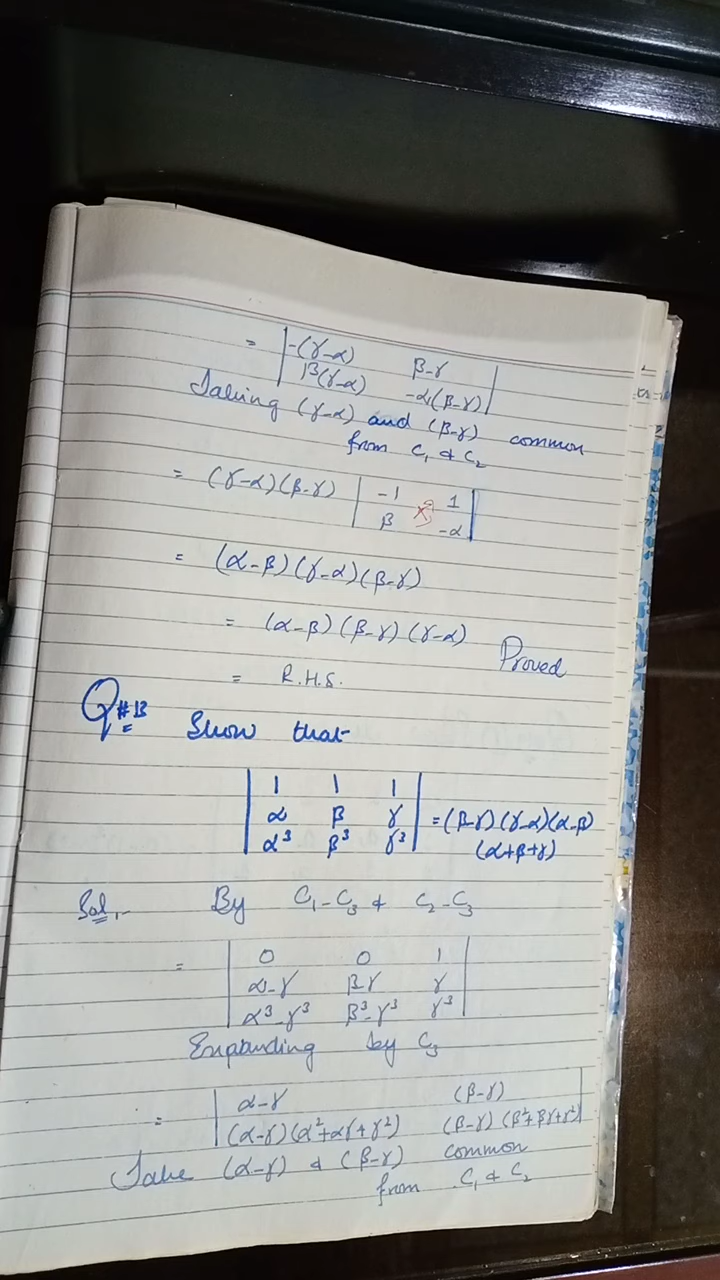 = | -(γ-α) β-γ |
| β(γ-α) -α(β-γ) |
Taking (γ-α) and (β-γ) common
from C₁ & C₂
= (γ-α)(β-γ) | -1 1 |
| β -α |
= (α-β)(γ-α)(β-γ)
= (α-β)(β-γ)(γ-α) Proved
= R.H.S.
Q#13 Show that
| 1 1 1 |
| α β γ | = (β-γ)(γ-α)(α-β)
| α³ β³ γ³ | (α+β+γ)
Sol,- By C₁-C₃ & C₂-C₃
= | 0 0 1 |
| α-γ β-γ γ |
| α³-γ³ β³-γ³ γ³ |
Expanding by C₃
= | α-γ (β-γ) |
| (α-γ)(α²+αγ+γ²) (β-γ)(β²+βγ+γ²) |
Take (α-γ) & (β-γ) common
from C₁ & C₂